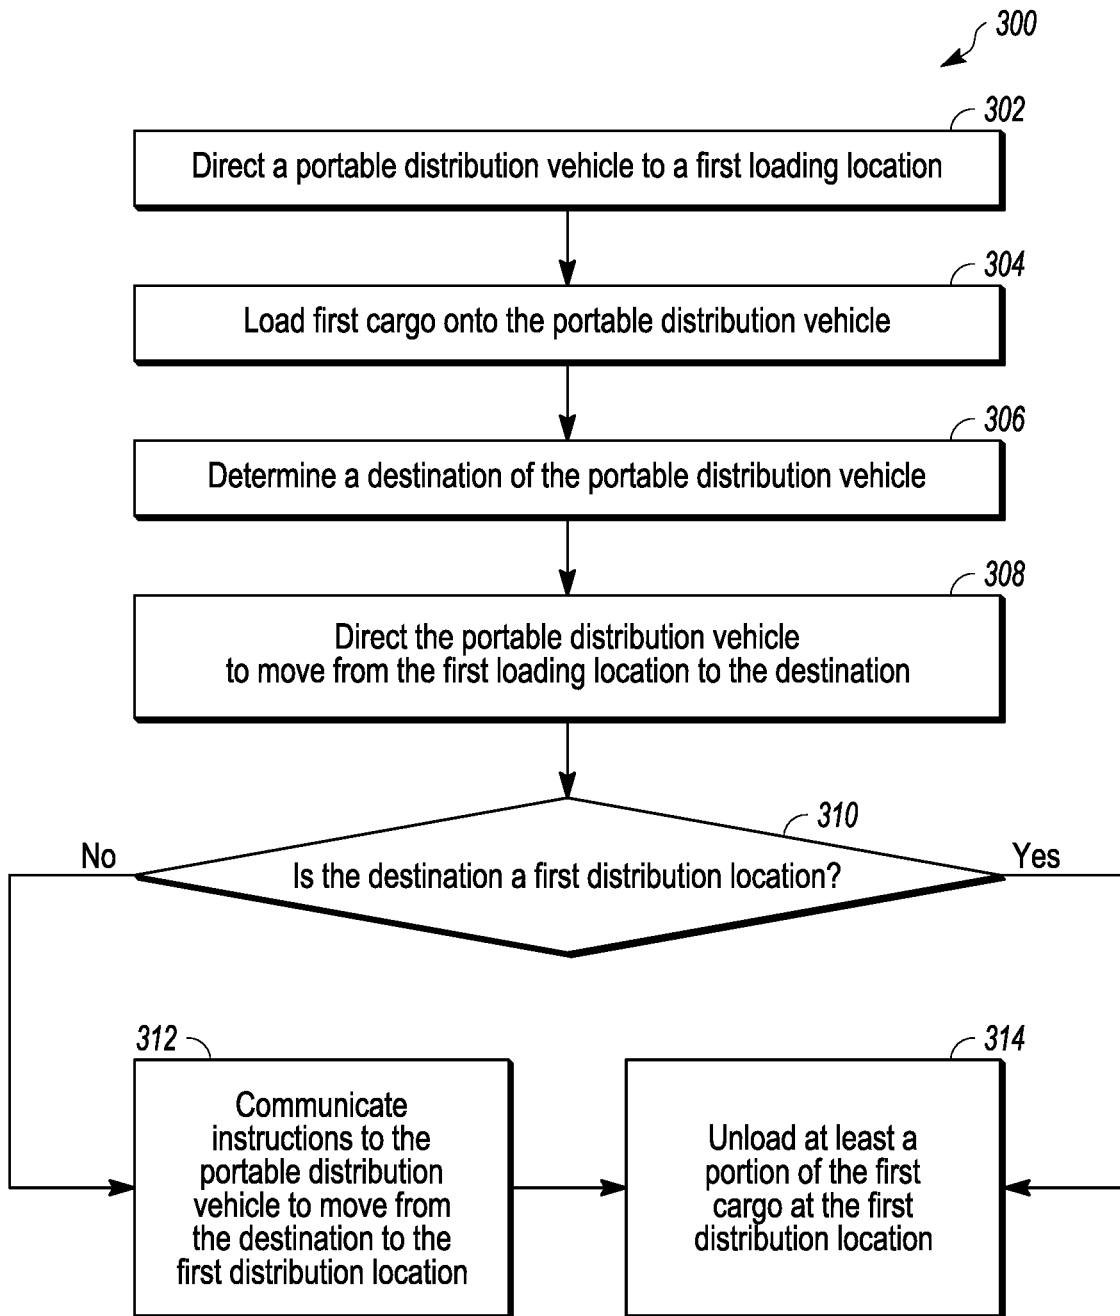 300
302
Direct a portable distribution vehicle to a first loading location
304
Load first cargo onto the portable distribution vehicle
306
Determine a destination of the portable distribution vehicle
308
Direct the portable distribution vehicle
to move from the first loading location to the destination
310
No
Is the destination a first distribution location?
Yes
312
Communicate
instructions to the
portable distribution
vehicle to move from
the destination to the
first distribution location
314
Unload at least a
portion of the first
cargo at the first
distribution location